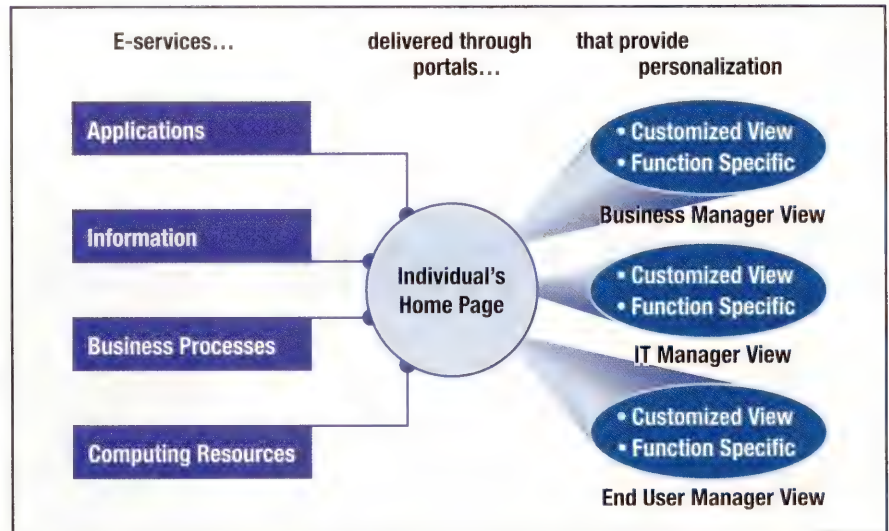 E-services…
delivered through
portals…
that provide
personalization
Applications
Information
Business Processes
Computing Resources
Individual's
Home Page
• Customized View
• Function Specific
Business Manager View
• Customized View
• Function Specific
IT Manager View
• Customized View
• Function Specific
End User Manager View